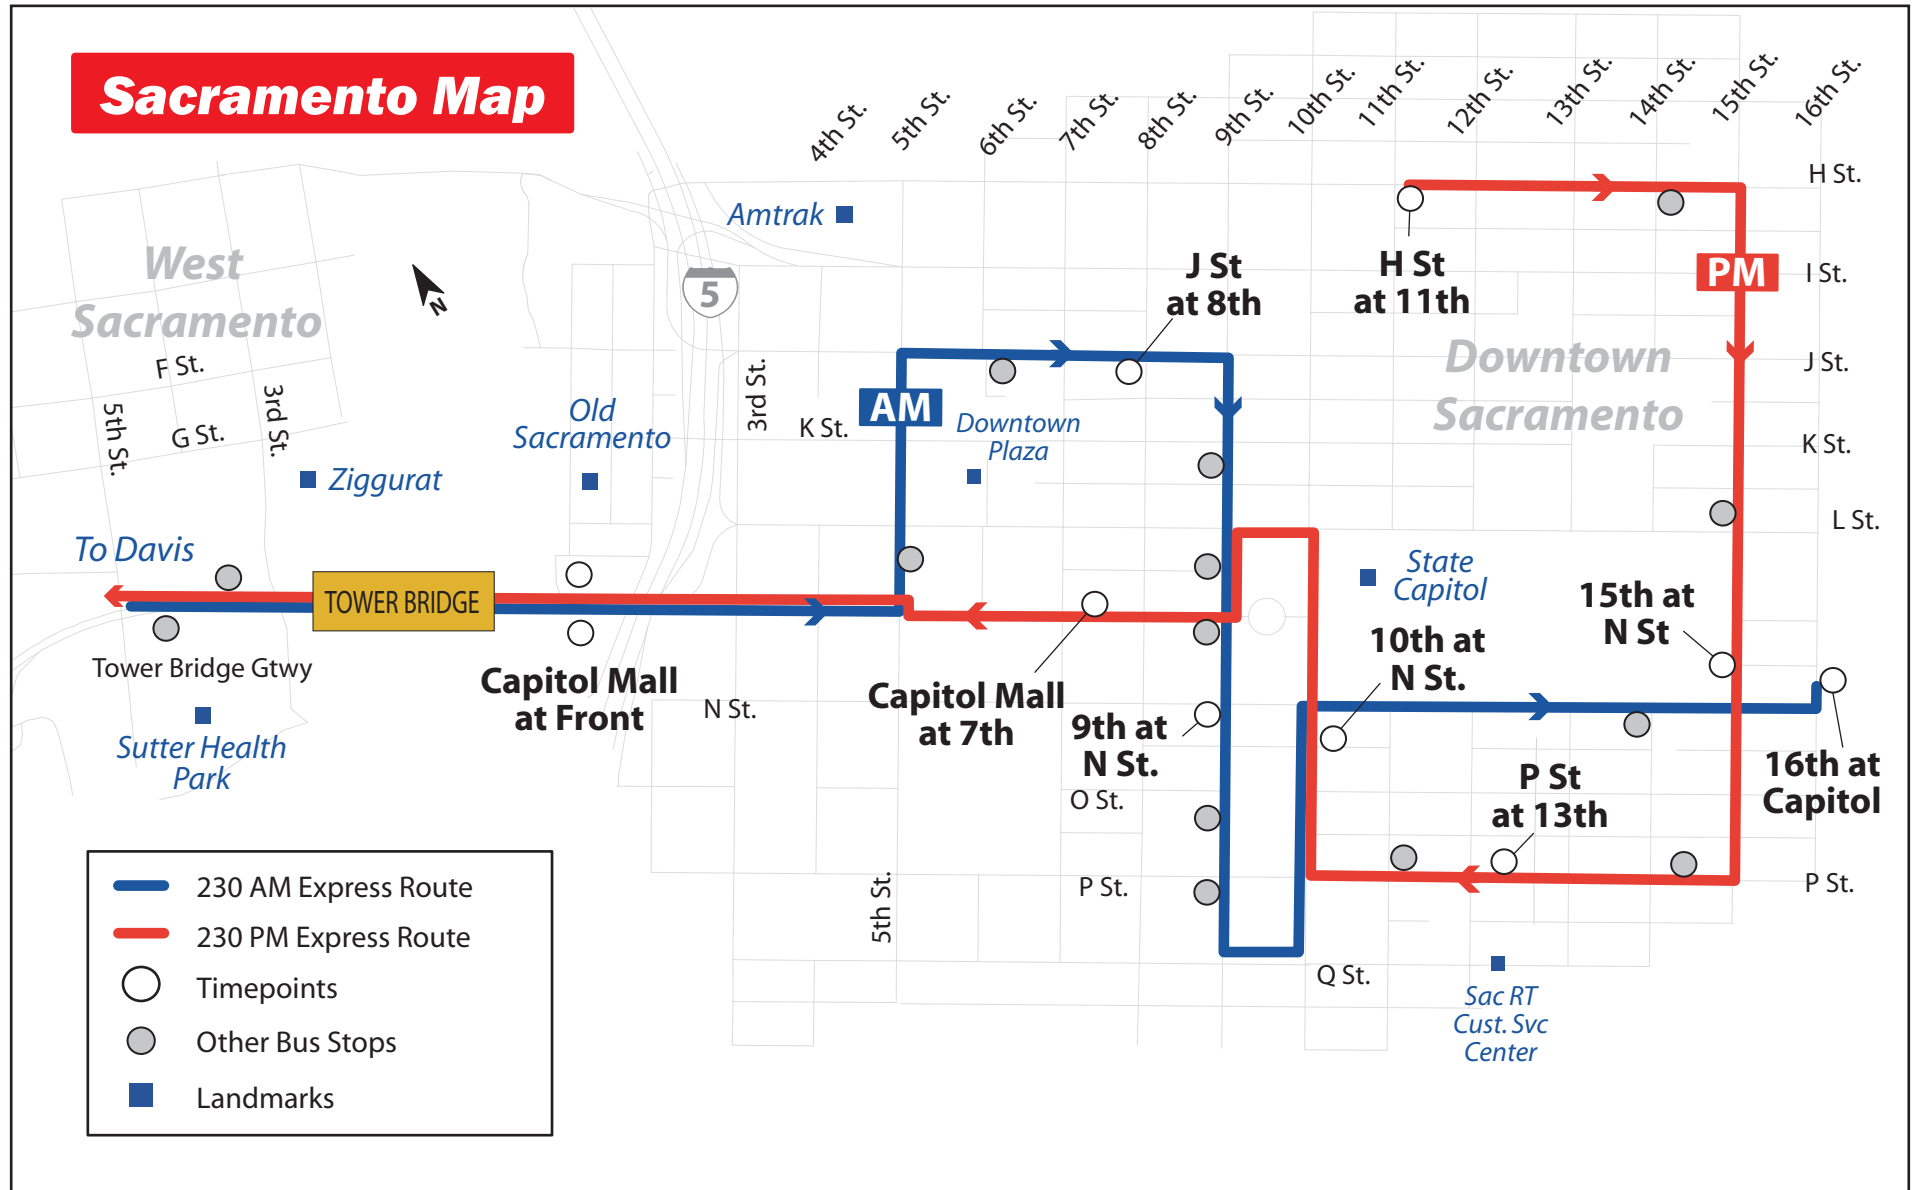 Sacramento Map
4th St.
5th St.
6th St.
7th St.
8th St.
9th St.
10th St.
11th St.
12th St.
13th St.
14th St.
15th St.
16th St.
H St.
I St.
J St.
K St.
L St.
P St.
Amtrak
West
Sacramento
F St.
G St.
5th St.
3rd St.
N
5
3rd St.
K St.
Old
Sacramento
Ziggurat
AM
Downtown
Plaza
J St
at 8th
H St
at 11th
PM
Downtown
Sacramento
To Davis
TOWER BRIDGE
Tower Bridge Gtwy
Sutter Health
Park
Capitol Mall
at Front
N St.
Capitol Mall
at 7th
9th at
N St.
O St.
P St.
5th St.
State
Capitol
10th at
N St.
15th at
N St
P St
at 13th
16th at
Capitol
Q St.
Sac RT
Cust. Svc
Center
230 AM Express Route
230 PM Express Route
Timepoints
Other Bus Stops
Landmarks